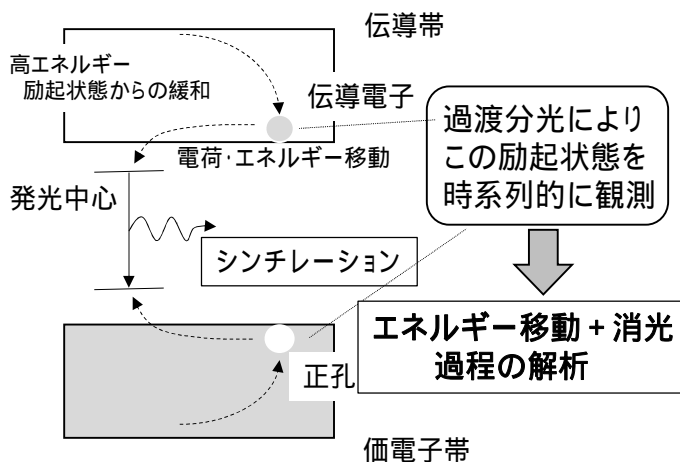 伝導帯
高エネルギー
励起状態からの緩和
伝導電子
電荷･エネルギー移動
発光中心
シンチレーション
過渡分光により
この励起状態を
時系列的に観測
エネルギー移動 + 消光
過程の解析
正孔
価電子帯